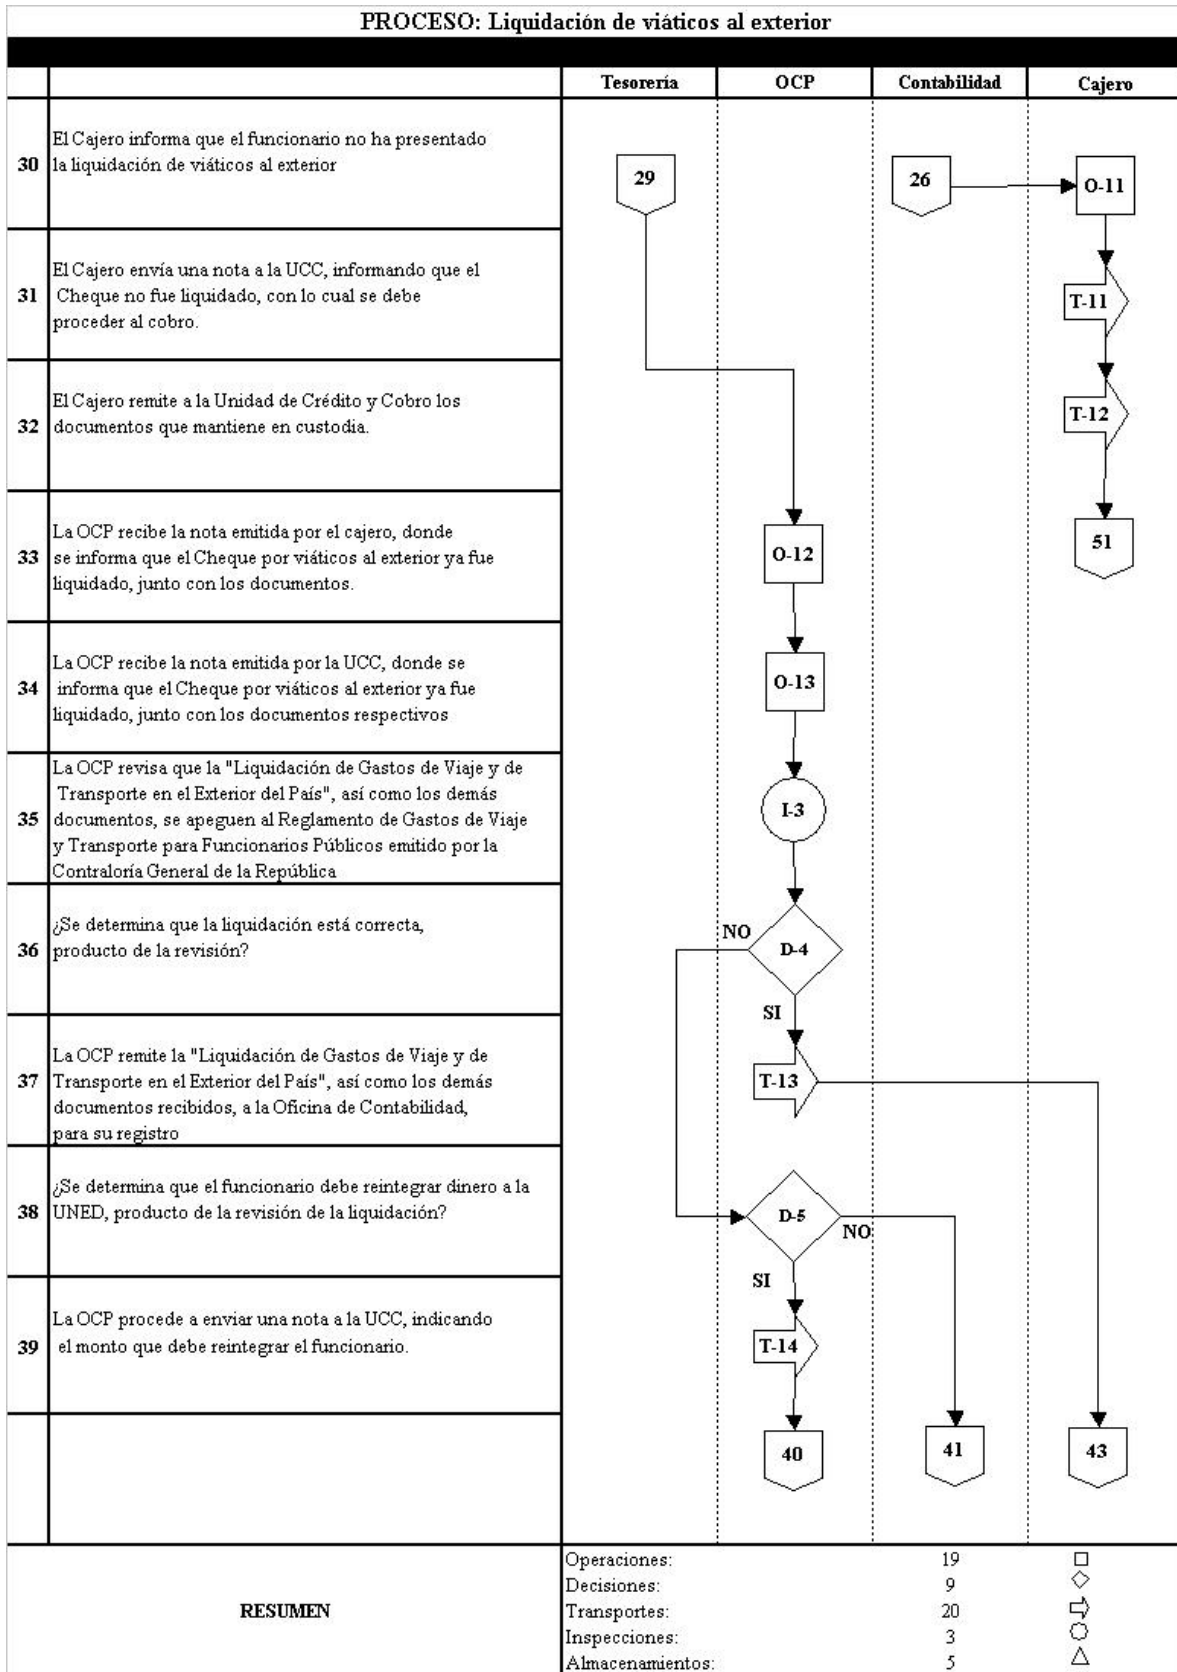 PROCESO: Liquidación de viáticos al exterior
Tesorería OCP Contabilidad Cajero
30
El Cajero informa que el funcionario no ha presentado
la liquidación de viáticos al exterior
29
26
O-11
31
El Cajero envía una nota a la UCC, informando que el
Cheque no fue liquidado, con lo cual se debe
proceder al cobro.
T-11
32
El Cajero remite a la Unidad de Crédito y Cobro los
documentos que mantiene en custodia.
T-12
33
La OCP recibe la nota emitida por el cajero, donde
se informa que el Cheque por viáticos al exterior ya fue
liquidado, junto con los documentos.
O-12
51
34
La OCP recibe la nota emitida por la UCC, donde se
informa que el Cheque por viáticos al exterior ya fue
liquidado, junto con los documentos respectivos
O-13
35
La OCP revisa que la "Liquidación de Gastos de Viaje y de
Transporte en el Exterior del País", así como los demás
documentos, se apeguen al Reglamento de Gastos de Viaje
y Transporte para Funcionarios Públicos emitido por la
Contraloría General de la República
I-3
36
¿Se determina que la liquidación está correcta,
producto de la revisión?
NO
D-4
SI
37
La OCP remite la "Liquidación de Gastos de Viaje y de
Transporte en el Exterior del País", así como los demás
documentos recibidos, a la Oficina de Contabilidad,
para su registro
T-13
38
¿Se determina que el funcionario debe reintegrar dinero a la
UNED, producto de la revisión de la liquidación?
D-5
NO
SI
39
La OCP procede a enviar una nota a la UCC, indicando
el monto que debe reintegrar el funcionario.
T-14
40
41
43
RESUMEN
Operaciones: 19
Decisiones: 9
Transportes: 20
Inspecciones: 3
Almacenamientos: 5